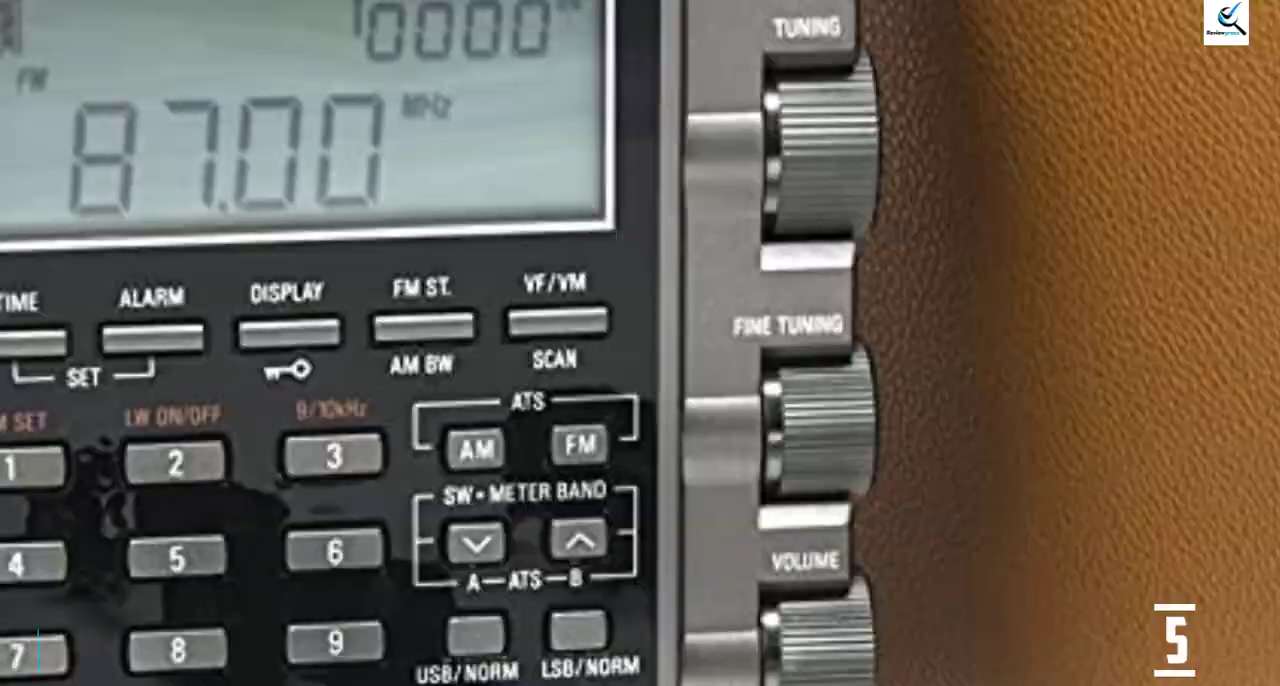 10000
FM
87.00 MHz
TUNING
FINE TUNING
VOLUME
TIME
ALARM
DISPLAY
FM ST.
VF/VM
SET
AM BW
SCAN
M SET
LW ON/OFF
9/10kHz
ATS
1
2
3
AM
FM
SW•METER BAND
4
5
6
A—ATS—B
7
8
9
USB/NORM
LSB/NORM
5